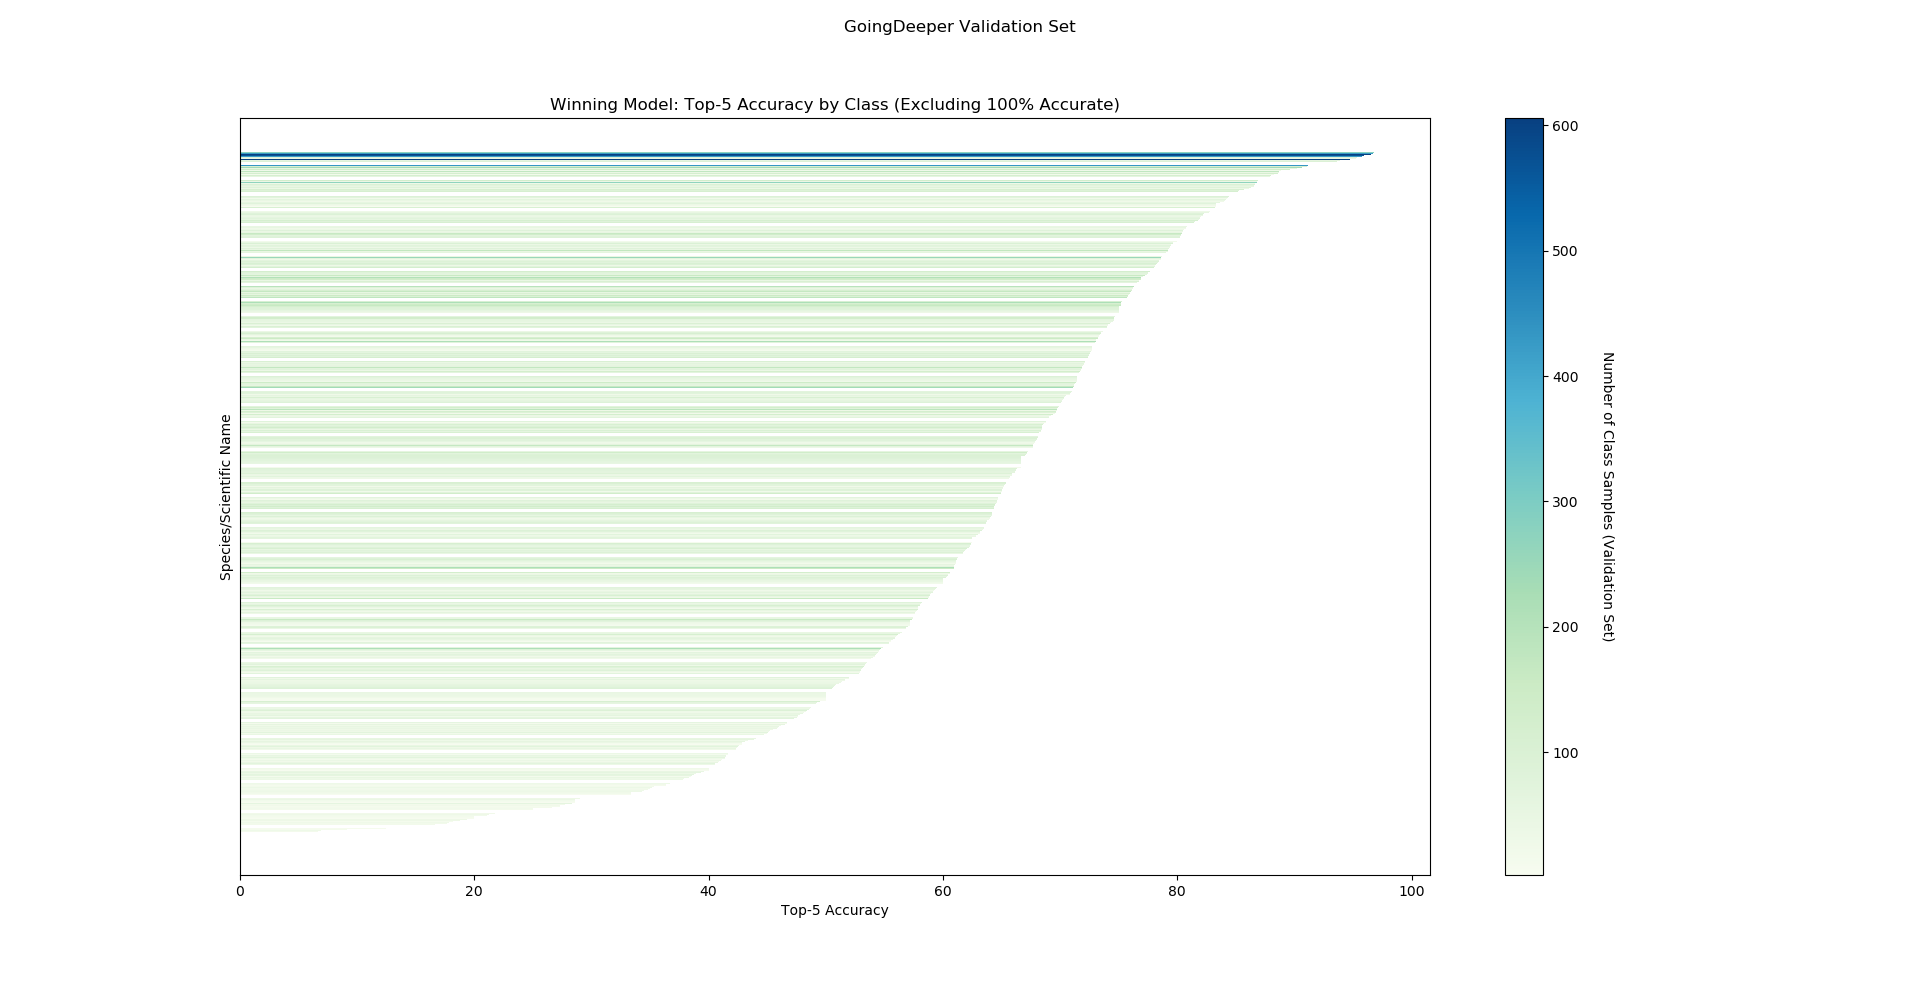 GoingDeeper Validation Set
Winning Model: Top-5 Accuracy by Class (Excluding 100% Accurate)
Species/Scientific Name
0 20 40 60 80 100
Top-5 Accuracy
600
500
400
300
200
100
Number of Class Samples (Validation Set)